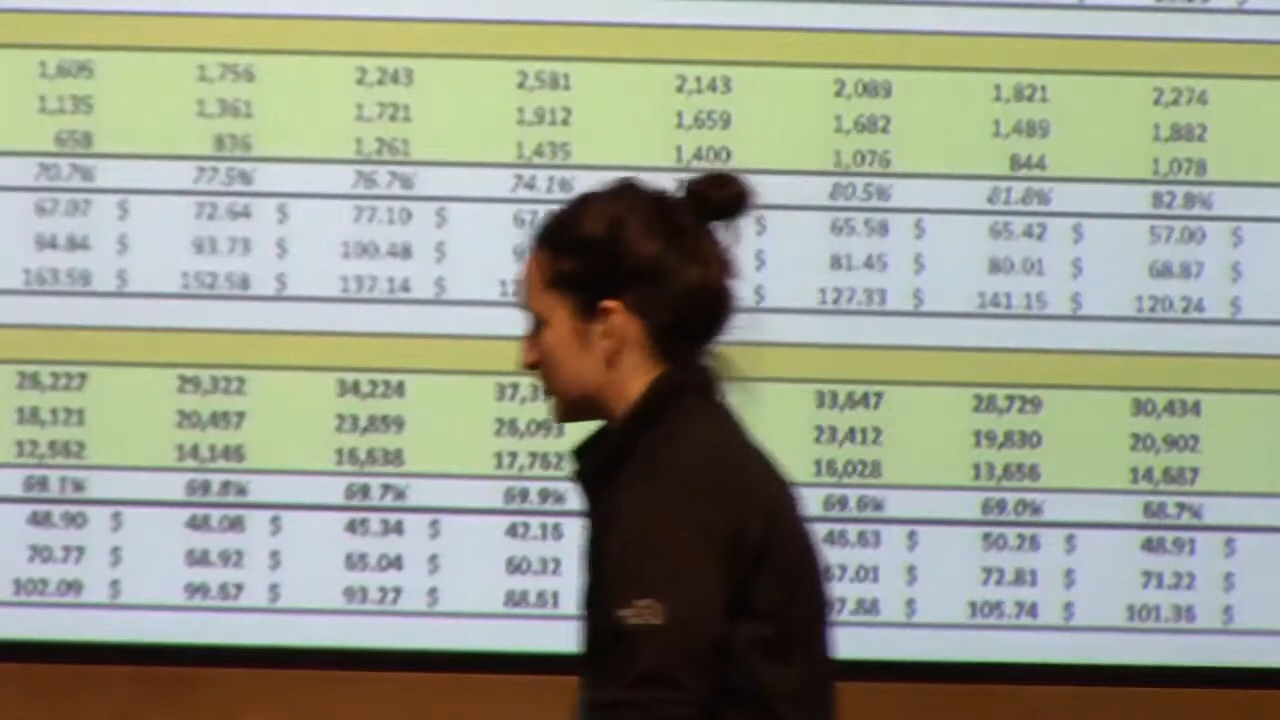 1,605 1,756 2,243 2,581 2,143 2,089 1,821 2,274
1,135 1,361 1,721 1,912 1,659 1,682 1,489 1,882
658 836 1,261 1,435 1,400 1,076 844 1,078
70.7% 77.5% 76.7% 74.1% 80.5% 81.8% 82.8%
67.07 $ 72.64 $ 77.10 $ $ 65.58 $ 65.42 $ 57.00 $
94.84 $ 93.73 $ 100.48 $ $ 81.45 $ 80.01 $ 68.87 $
163.59 $ 152.58 $ 137.14 $ $ 127.33 $ 141.15 $ 120.24 $
26,227 29,322 34,224 33,647 28,729 30,434
18,121 20,457 23,859 26,093 23,412 19,830 20,902
12,562 14,146 16,638 17,762 16,028 13,656 14,687
69.1% 69.8% 69.7% 69.9% 69.6% 69.0% 68.7%
48.90 $ 48.08 $ 45.34 $ 42.16 46.63 $ 50.26 $ 48.91 $
70.77 $ 68.92 $ 65.04 $ 60.32 67.01 $ 72.81 $ 71.22 $
102.09 $ 99.67 $ 93.27 $ 88.61 $ 105.74 $ 101.36 $